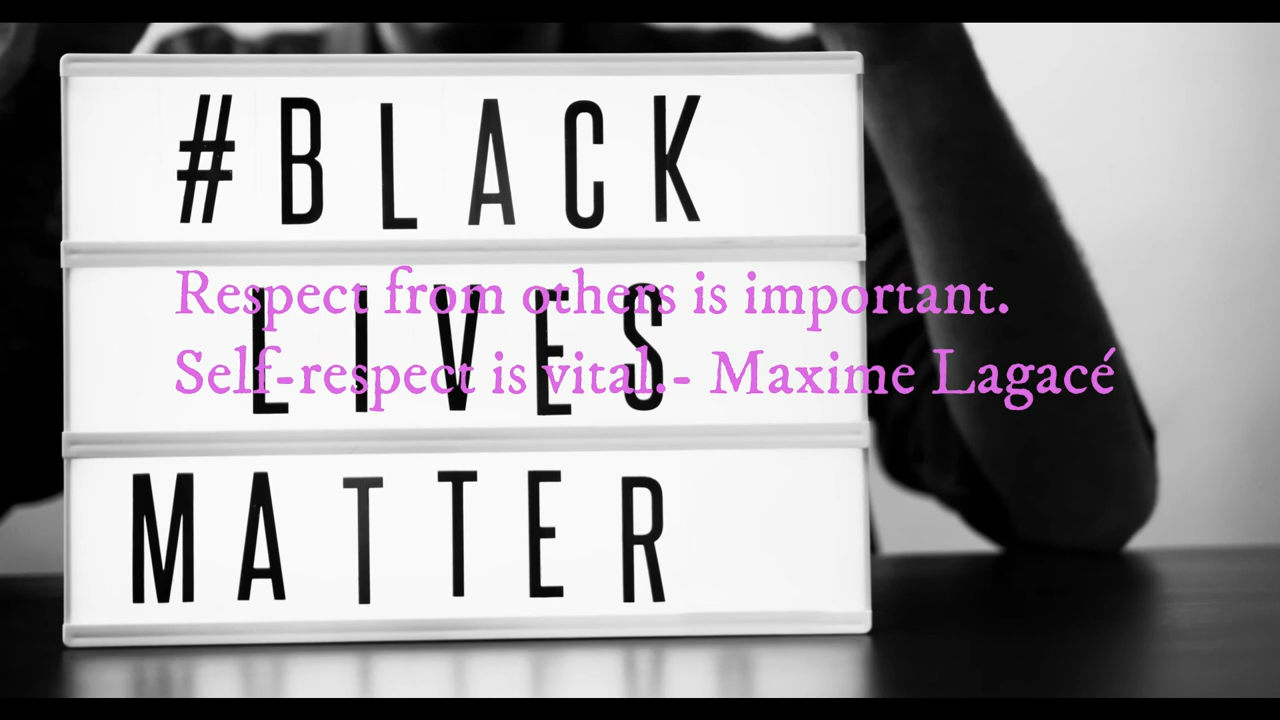 #BLACK
LIVES
MATTER
Respect from others is important.
Self-respect is vital.- Maxime Lagacé